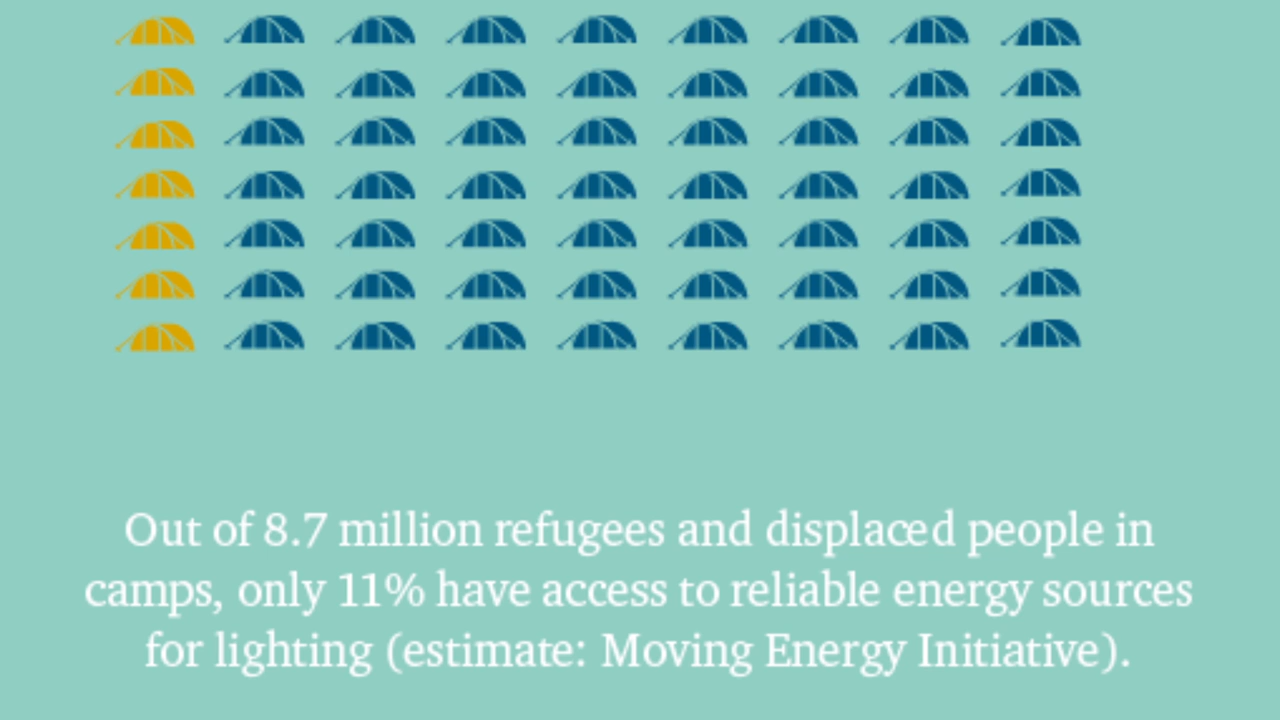 Out of 8.7 million refugees and displaced people in
camps, only 11% have access to reliable energy sources
for lighting (estimate: Moving Energy Initiative).